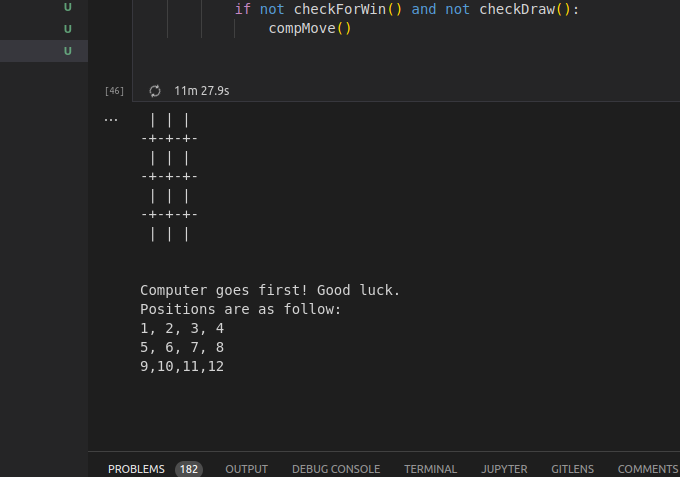 U
if not checkForWin() and not checkDraw():
U
compMove()
U
[46] 11m 27.9s
... | | |
-+-+-+-
| | |
-+-+-+-
| | |
-+-+-+-
| | |
Computer goes first! Good luck.
Positions are as follow:
1, 2, 3, 4
5, 6, 7, 8
9,10,11,12
PROBLEMS 182 OUTPUT DEBUG CONSOLE TERMINAL JUPYTER GITLENS COMMENTS